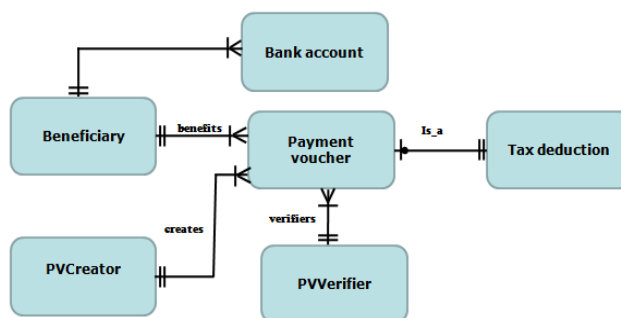 Bank account
Beneficiary
benefits
Payment
voucher
Is_a
Tax deduction
creates
verifiers
PVCreator
PVVerifier